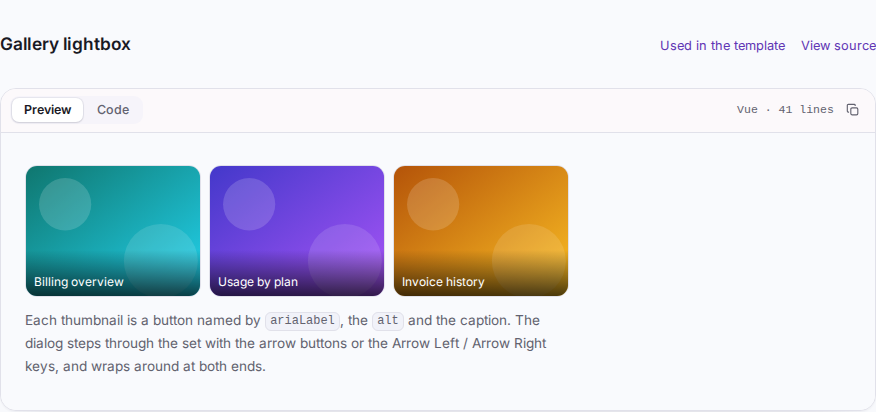 Gallery lightbox
Used in the template View source
Preview Code
Vue · 41 lines
Billing overview
Usage by plan
Invoice history
Each thumbnail is a button named by ariaLabel, the alt and the caption. The
dialog steps through the set with the arrow buttons or the Arrow Left / Arrow Right
keys, and wraps around at both ends.